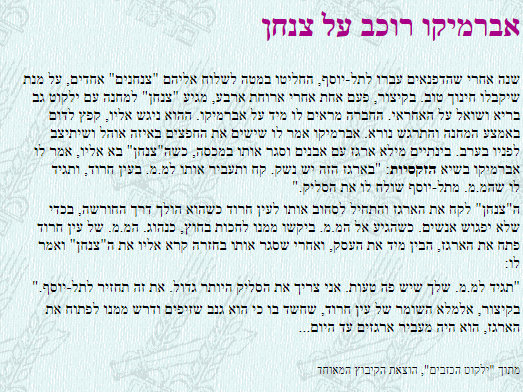 אברמיקו רוכב על צנחן
שנה אחרי שהדפנאים עברו לתל-יוסף, החליטו במטה לשלוח אליהם "צנחנים" אחדים, על מנת
שיקבלו חינוך טוב. בקיצור, פעם אחת אחרי ארוחת ארבע, מגיע "צנחן" למחנה עם ילקוט גב
בריא ושואל על האחראי. החברה מראים לו מיד על אברמיקו. ההוא ניגש אליו, קפץ לדום
באמצע המחנה והתרגש נורא. אברמיקו אמר לו שישים את החפצים באיזה אוהל ושיתיצב
לפניו בערב. בינתיים מילא ארגז עם אבנים וסגר אותו במכסה, כשה"צנחן" בא אליו, אמר לו
אברמיקו בשיא הזקסיות: "בארגז הזה יש נשק. קח ותעביר אותו למ.מ. בעין חרוד, ותגיד
לו שהמ.מ. מתל-יוסף שולח לו את הסליק."
ה"צנחן" לקח את הארגז והתחיל לסחוב אותו לעין חרוד כשהוא הולך דרך החורשה, בכדי
שלא יפגוש אנשים. כשהגיע אל המ.מ. ביקשו ממנו לחכות בחוץ, כנהוג. המ.מ. של עין חרוד
פתח את הארגז, הבין מיד את העסק, ואחרי שסגר אותו בחזרה קרא אליו את ה"צנחן" ואמר
לו:
"תגיד למ.מ. שלך שיש פה טעות. אני צריך את הסליק היותר גדול. את זה תחזיר לתל-יוסף."
בקיצור, אלמלא השומר של עין חרוד, שחשד בו כי הוא גנב שזיפים ודרש ממנו לפתוח את
הארגז, הוא היה מעביר ארגזים עד היום...
מתוך "ילקוט הכזבים", הוצאת הקיבוץ המאוחד